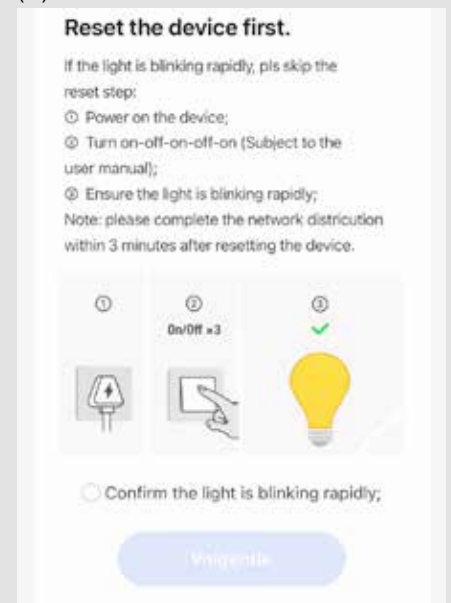 Reset the device first.
If the light is blinking rapidly, pls skip the
reset step:
① Power on the device;
② Turn on-off-on-off-on (Subject to the
user manual);
③ Ensure the light is blinking rapidly;
Note: please complete the network districution
within 3 minutes after resetting the device.
① ② ③
On/Off ×3
Confirm the light is blinking rapidly;
Volgende